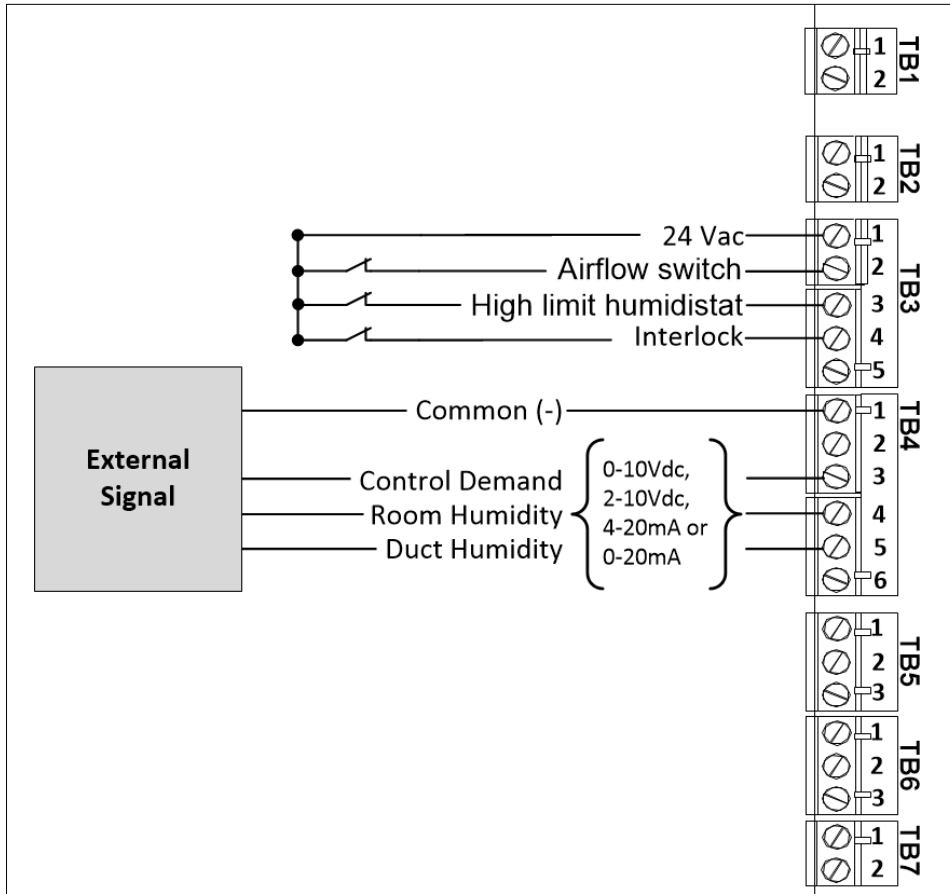 1
2
TB1
1
2
TB2
24 Vac
1
Airflow switch
2
TB3
High limit humidistat
3
Interlock
4
5
External
Signal
Common (-)
1
TB4
2
Control Demand
3
Room Humidity
4
Duct Humidity
5
0-10Vdc,
2-10Vdc,
4-20mA or
0-20mA
6
1
2
3
TB5
1
2
3
TB6
1
2
TB7